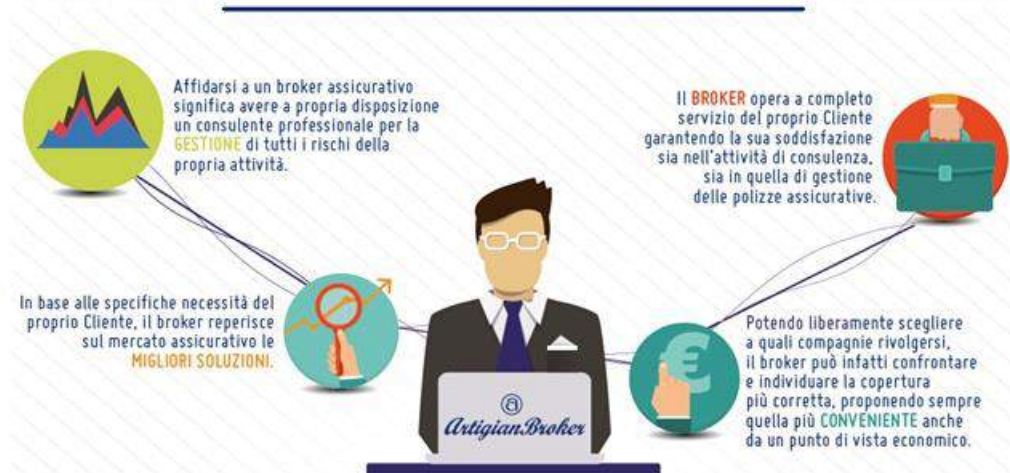 Affidarsi a un broker assicurativo
significa avere a propria disposizione
un consulente professionale per la
GESTIONE di tutti i rischi della
propria attività.
In base alle specifiche necessità del
proprio Cliente, il broker reperisce
sul mercato assicurativo le
MIGLIORI SOLUZIONI.
@
ArtigianBroker
Il BROKER opera a completo
servizio del proprio Cliente
garantendo la sua soddisfazione
sia nell'attività di consulenza,
sia in quella di gestione
delle polizze assicurative.
Potendo liberamente scegliere
a quali compagnie rivolgersi,
il broker può infatti confrontare
e individuare la copertura
più corretta, proponendo sempre
quella più CONVENIENTE anche
da un punto di vista economico.
€